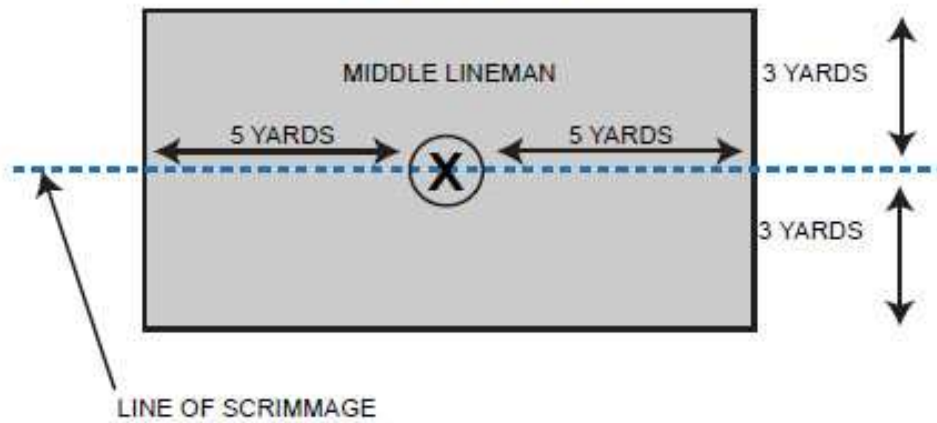 MIDDLE LINEMAN
3 YARDS
5 YARDS
5 YARDS
X
3 YARDS
LINE OF SCRIMMAGE